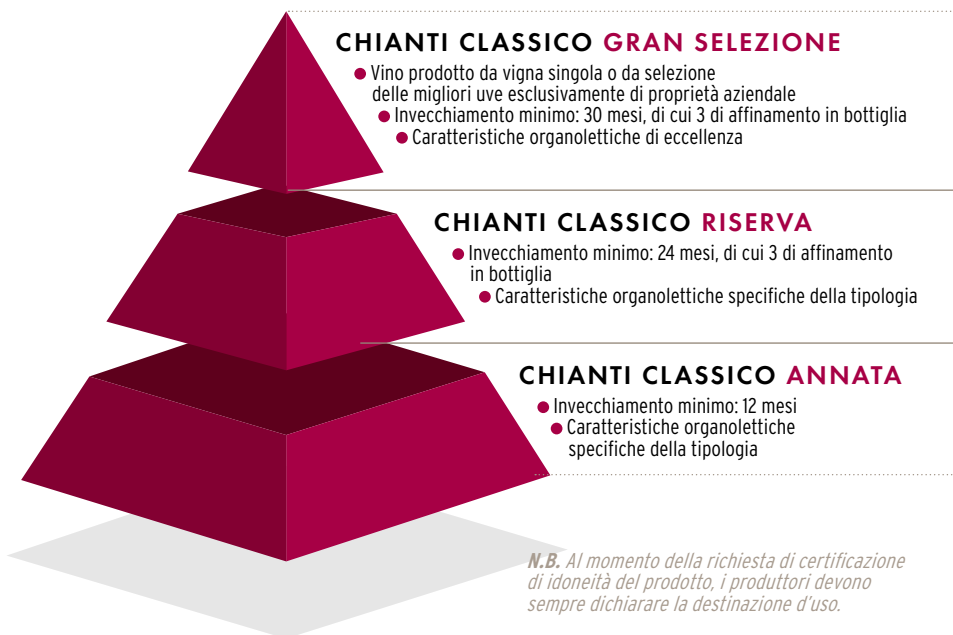 CHIANTI CLASSICO GRAN SELEZIONE
● Vino prodotto da vigna singola o da selezione
delle migliori uve esclusivamente di proprietà aziendale
● Invecchiamento minimo: 30 mesi, di cui 3 di affinamento in bottiglia
● Caratteristiche organolettiche di eccellenza
CHIANTI CLASSICO RISERVA
● Invecchiamento minimo: 24 mesi, di cui 3 di affinamento
in bottiglia
● Caratteristiche organolettiche specifiche della tipologia
CHIANTI CLASSICO ANNATA
● Invecchiamento minimo: 12 mesi
● Caratteristiche organolettiche
specifiche della tipologia
N.B. Al momento della richiesta di certificazione
di idoneità del prodotto, i produttori devono
sempre dichiarare la destinazione d'uso.